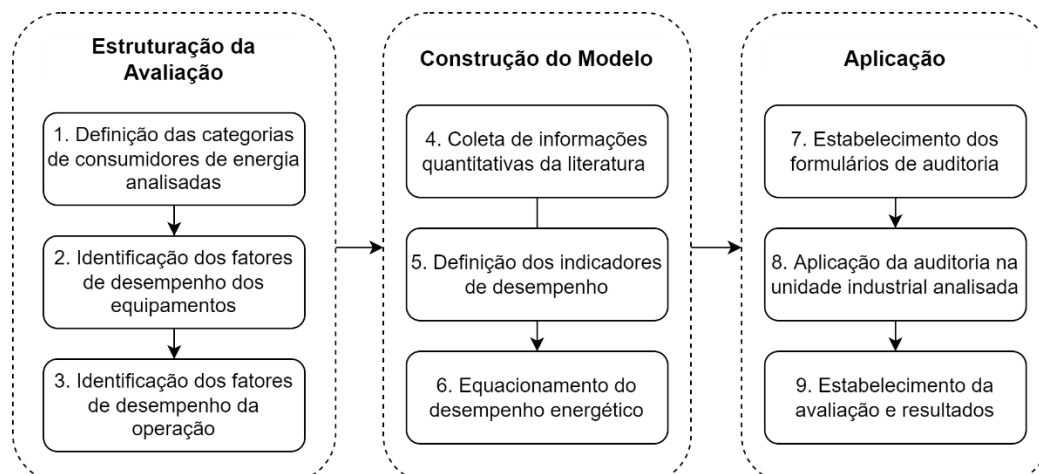 Estruturação da
Avaliação
1. Definição das categorias
de consumidores de energia
analisadas
2. Identificação dos fatores
de desempenho dos
equipamentos
3. Identificação dos fatores
de desempenho da
operação
Construção do Modelo
4. Coleta de informações
quantitativas da literatura
5. Definição dos indicadores
de desempenho
6. Equacionamento do
desempenho energético
Aplicação
7. Estabelecimento dos
formulários de auditoria
8. Aplicação da auditoria na
unidade industrial analisada
9. Estabelecimento da
avaliação e resultados